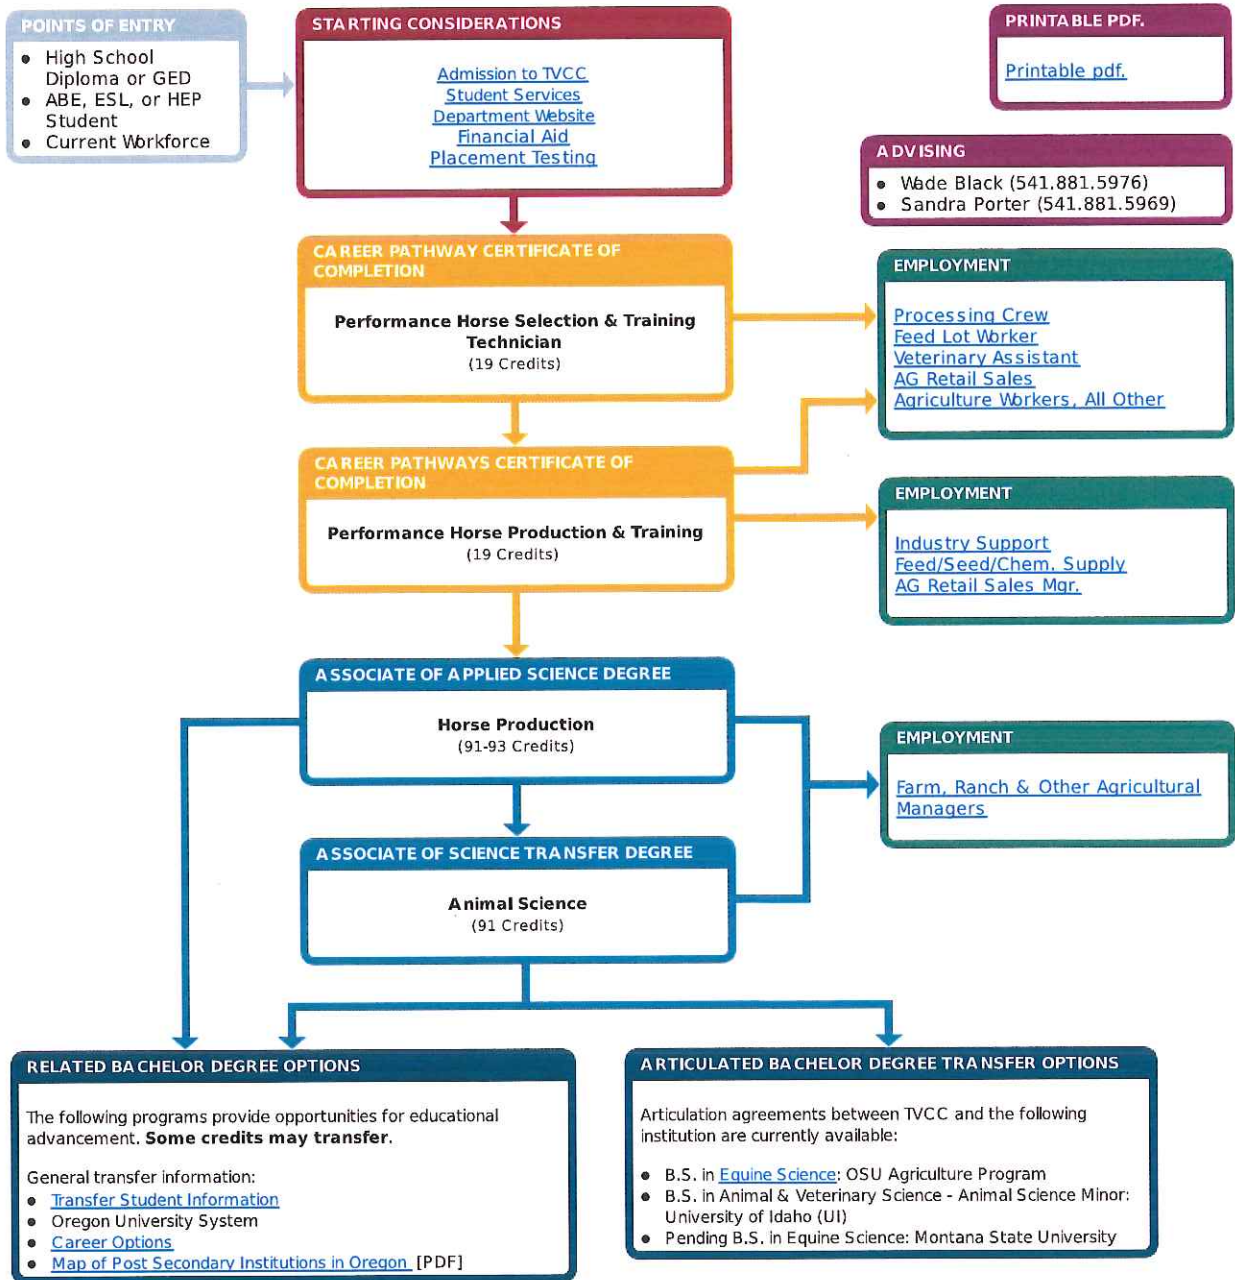 POINTS OF ENTRY
• High School
Diploma or GED
• ABE, ESL, or HEP
Student
• Current Workforce
STARTING CONSIDERATIONS
Admission to TVCC
Student Services
Department Website
Financial Aid
Placement Testing
PRINTABLE PDF.
Printable pdf.
ADVISING
• Wade Black (541.881.5976)
• Sandra Porter (541.881.5969)
CAREER PATHWAY CERTIFICATE OF
COMPLETION
Performance Horse Selection & Training
Technician
(19 Credits)
EMPLOYMENT
Processing Crew
Feed Lot Worker
Veterinary Assistant
AG Retail Sales
Agriculture Workers, All Other
CAREER PATHWAYS CERTIFICATE OF
COMPLETION
Performance Horse Production & Training
(19 Credits)
EMPLOYMENT
Industry Support
Feed/Seed/Chem. Supply
AG Retail Sales Mgr.
ASSOCIATE OF APPLIED SCIENCE DEGREE
Horse Production
(91-93 Credits)
EMPLOYMENT
Farm, Ranch & Other Agricultural
Managers
ASSOCIATE OF SCIENCE TRANSFER DEGREE
Animal Science
(91 Credits)
RELATED BACHELOR DEGREE OPTIONS
The following programs provide opportunities for educational
advancement. Some credits may transfer.
General transfer information:
• Transfer Student Information
• Oregon University System
• Career Options
• Map of Post Secondary Institutions in Oregon [PDF]
ARTICULATED BACHELOR DEGREE TRANSFER OPTIONS
Articulation agreements between TVCC and the following
institution are currently available:
• B.S. in Equine Science: OSU Agriculture Program
• B.S. in Animal & Veterinary Science - Animal Science Minor:
University of Idaho (UI)
• Pending B.S. in Equine Science: Montana State University